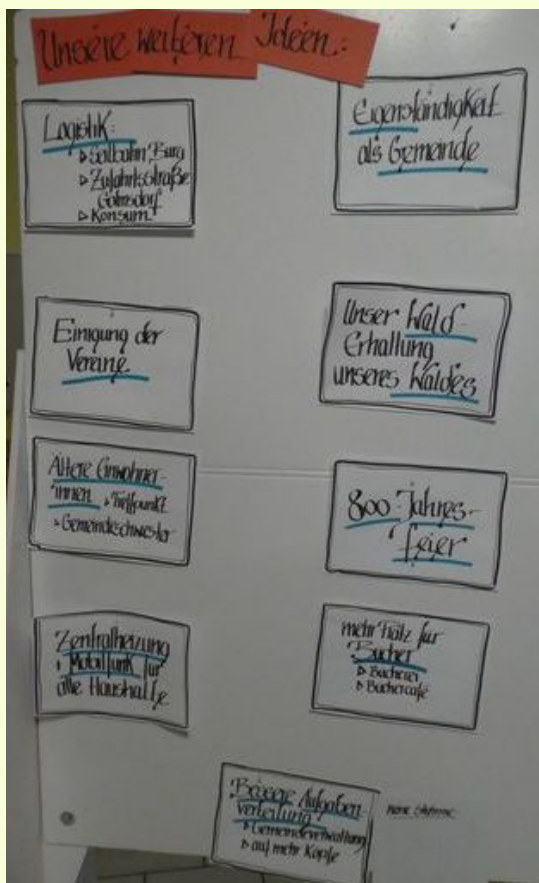 Unsere weiteren Ideen:
Logistik:
▷ Seilbahn Burg
▷ Zufahrtsstraße
▷ Konsum
Eigenständigkeit
als Gemeinde
Einigung der
Vereine
Unser Wald-
Erhaltung
unseres Waldes
Ältere Einwohner-
innen ▷ Treffpunkt
▷ Gemeindeschwester
800-Jahres-
feier
Zentralheizung
Mobilfunk für
alle Haushalte
mehr Platz für
Bücher
▷ Bücherei
▷ Büchercafé
Bessere Aufgaben-
verteilung
▷ Gemeindeverwaltung
▷ auf mehr Köpfe